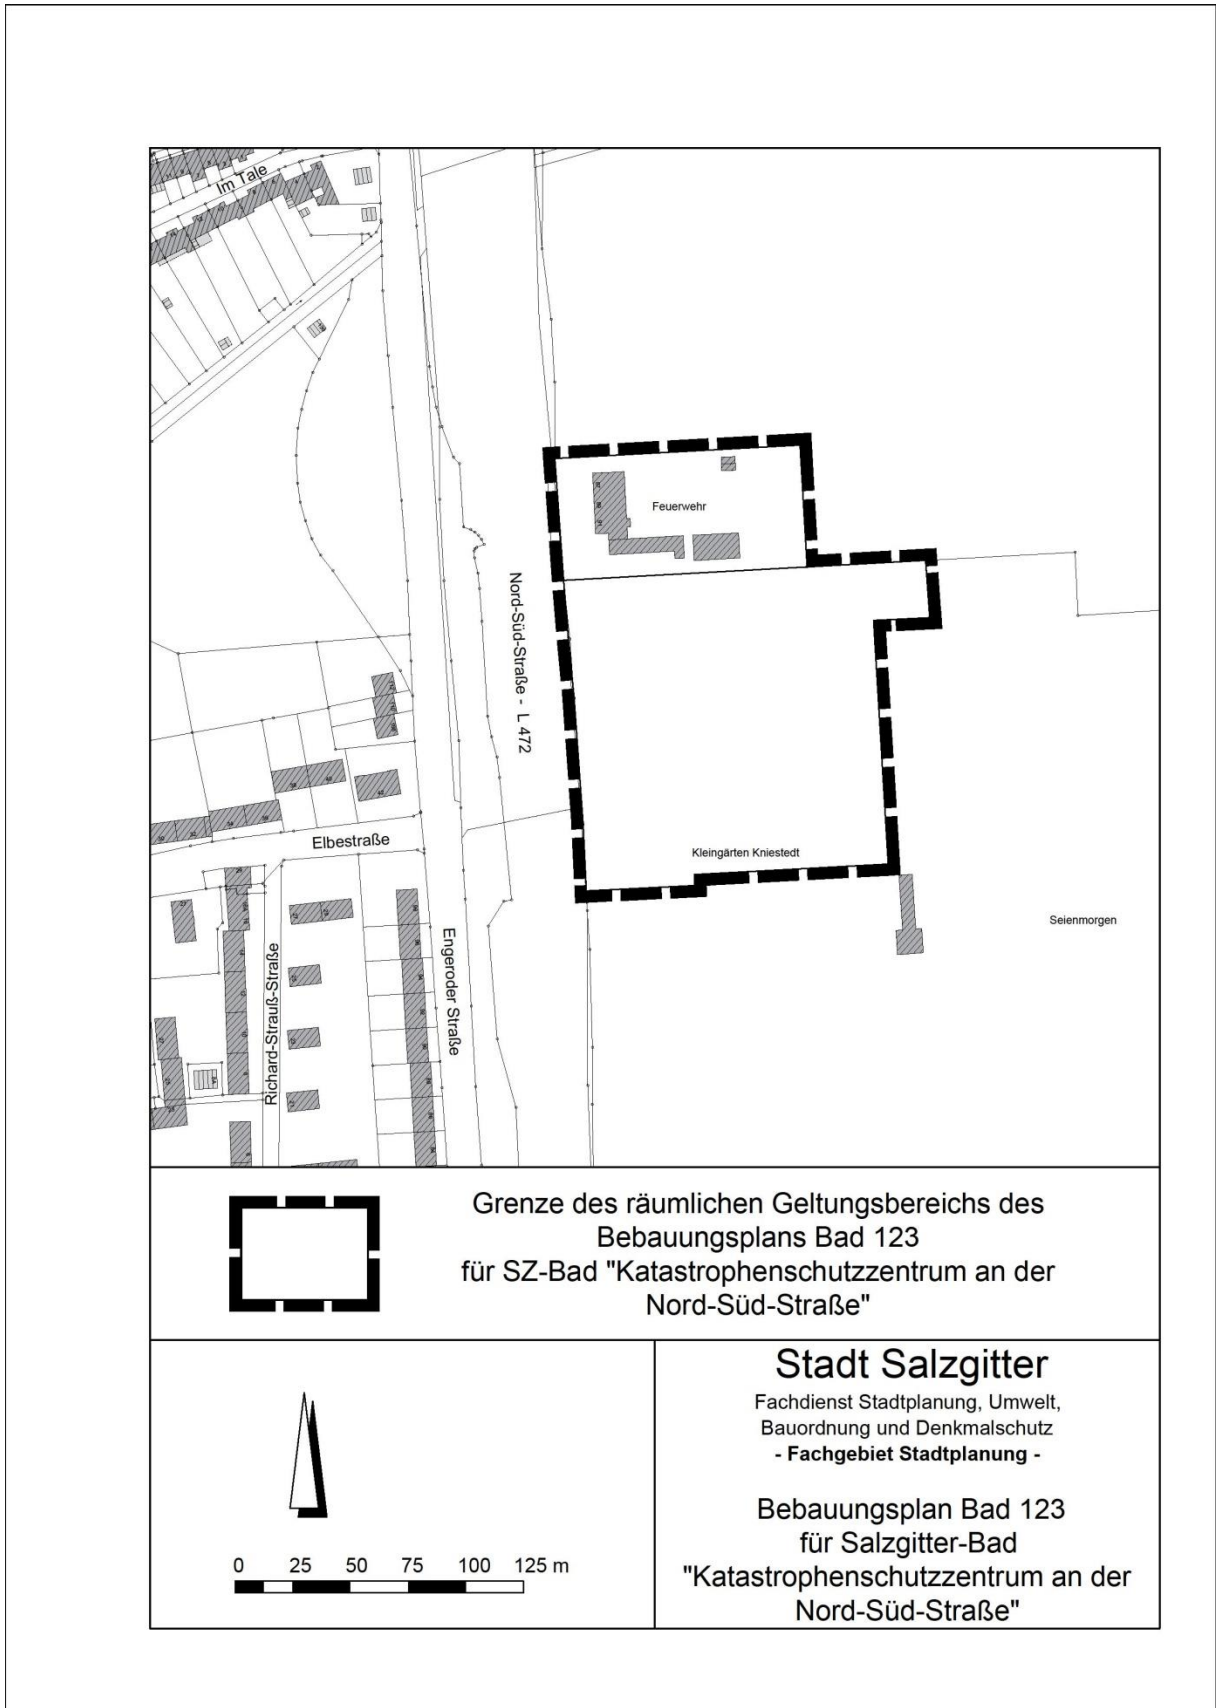 Im Tale
Feuerwehr
Nord-Süd-Straße - L 472
Elbestraße
Kleingärten Kniestedt
Seienmorgen
Engeroder Straße
Richard-Strauß-Straße
Grenze des räumlichen Geltungsbereichs des
Bebauungsplans Bad 123
für SZ-Bad "Katastrophenschutzzentrum an der
Nord-Süd-Straße"
Stadt Salzgitter
Fachdienst Stadtplanung, Umwelt,
Bauordnung und Denkmalschutz
- Fachgebiet Stadtplanung -
Bebauungsplan Bad 123
für Salzgitter-Bad
"Katastrophenschutzzentrum an der
Nord-Süd-Straße"
0 25 50 75 100 125 m